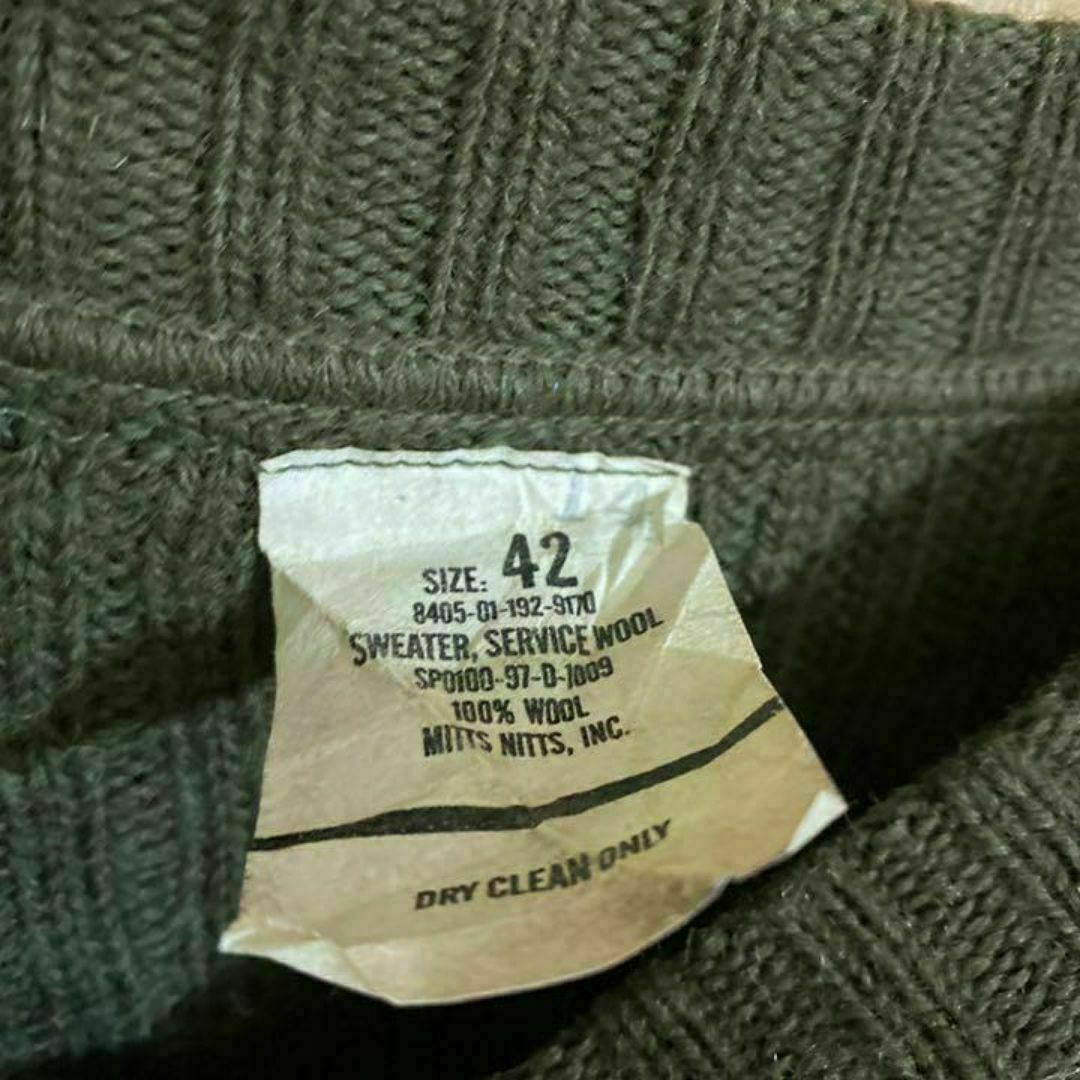 SIZE: 42
8405-01-192-9170
SWEATER, SERVICE WOOL
SP0100-97-D-1009
100% WOOL
MITTS NITTS, INC.
DRY CLEAN ONLY